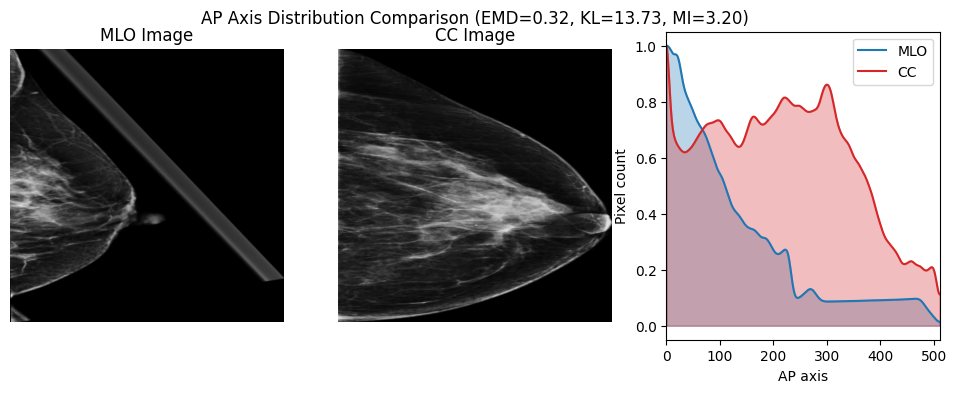 AP Axis Distribution Comparison (EMD=0.32, KL=13.73, MI=3.20)
MLO Image
CC Image
MLO
CC
Pixel count
1.0
0.8
0.6
0.4
0.2
0.0
0 100 200 300 400 500
AP axis